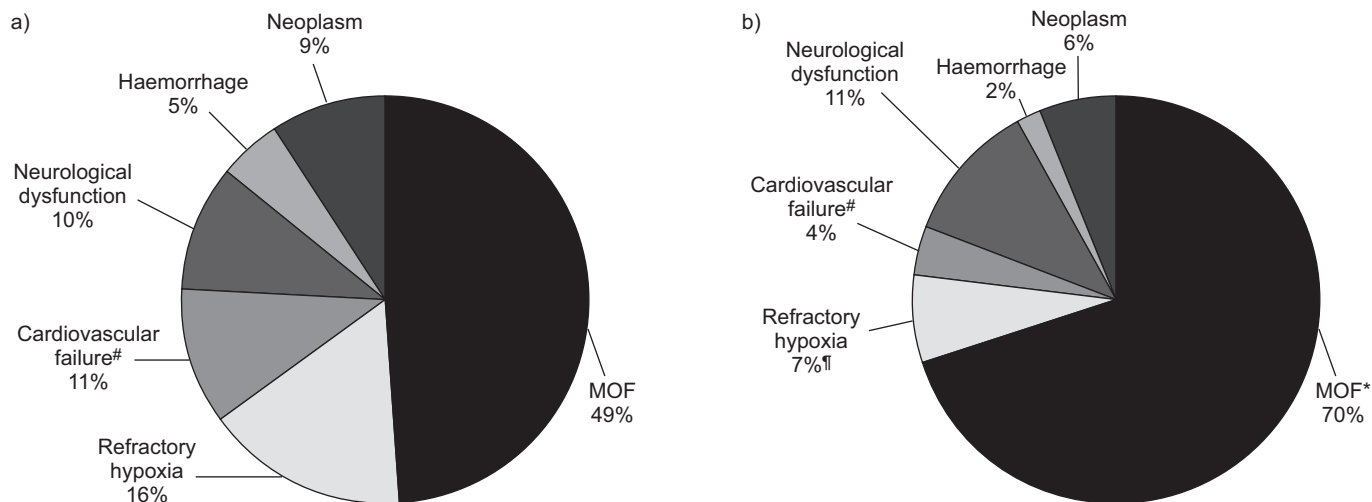 a)
Neoplasm
9%
Haemorrhage
5%
Neurological
dysfunction
10%
Cardiovascular
failure#
11%
Refractory
hypoxia
16%
MOF
49%
b)
Neoplasm
6%
Haemorrhage
2%
Neurological
dysfunction
11%
Cardiovascular
failure#
4%
Refractory
hypoxia
7%¶
MOF*
70%